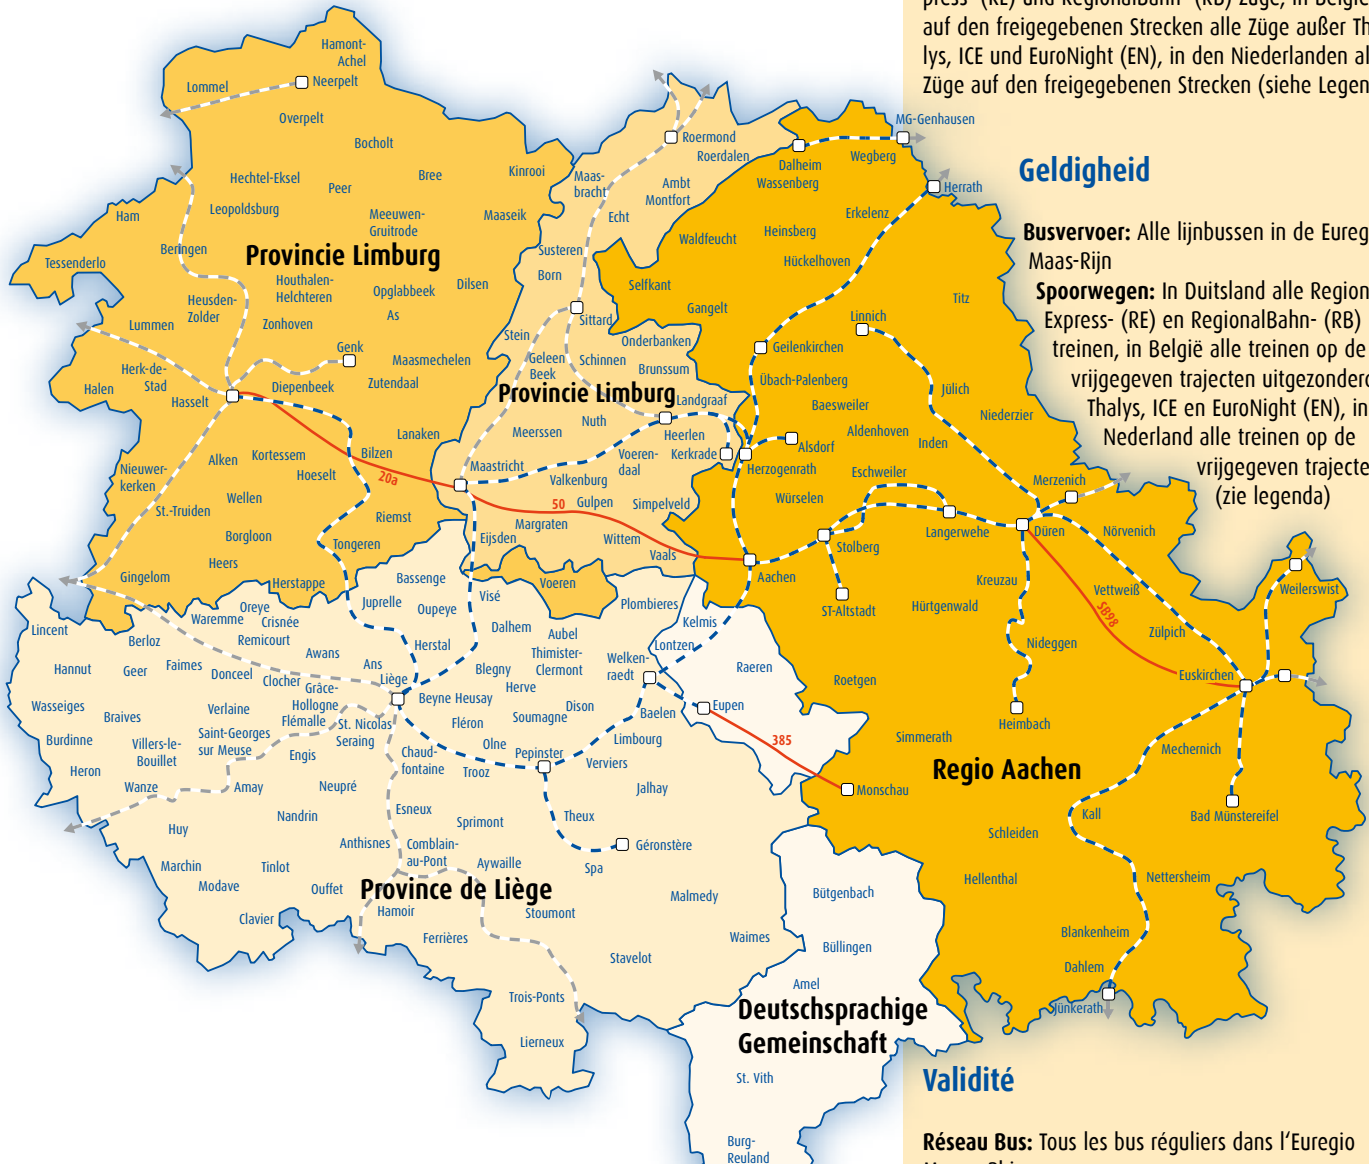 press- (RE) und RegionalBahn- (RB) Züge, in Belgien
auf den freigegebenen Strecken alle Züge außer Tha
lys, ICE und EuroNight (EN), in den Niederlanden al
Züge auf den freigegebenen Strecken (siehe Legen
Geldigheid
Busvervoer: Alle lijnbussen in de Eureg
Maas-Rijn
Spoorwegen: In Duitsland alle Region
Express- (RE) en RegionalBahn- (RB)
treinen, in België alle treinen op de
vrijgegeven trajecten uitgezonderd
Thalys, ICE en EuroNight (EN), in
Nederland alle treinen op de
vrijgegeven trajecte
(zie legenda)
Validité
Réseau Bus: Tous les bus réguliers dans l'Euregio
Provincie Limburg
Hamont-
Achel
Lommel
Neerpelt
Overpelt
Bocholt
Hechtel-Eksel
Peer
Bree
Kinrooi
Leopoldsburg
Ham
Meeuwen-
Gruitrode
Maaseik
Beringen
Tessenderlo
Houthalen-
Helchteren
Opglabbeek
Dilsen
Heusden-
Zolder
As
Lummen
Zonhoven
Genk
Maasmechelen
Herk-de-
Stad
Halen
Diepenbeek
Zutendaal
Hasselt
Lanaken
Bilzen
20a
Alken
Kortessem
Hoeselt
Nieuwer-
kerken
Wellen
St.-Truiden
Riemst
Borgloon
Tongeren
Heers
Gingelom
Herstappe
Voeren
Provincie Limburg
Roermond
Roerdalen
Maas-
bracht
Ambt
Montfort
Echt
Susteren
Born
Sittard
Stein
Onderbanken
Geleen
Beek
Schinnen
Brunssum
Landgraaf
Nuth
Meerssen
Heerlen
Voeren-
daal
Kerkrade
Maastricht
Valkenburg
50
Gulpen
Simpelveld
Margraten
Eijsden
Wittem
Vaals
Regio Aachen
MG-Genhausen
Dalheim
Wegberg
Wassenberg
Herrath
Erkelenz
Waldfeucht
Heinsberg
Hückelhoven
Selfkant
Gangelt
Titz
Linnich
Geilenkirchen
Übach-Palenberg
Jülich
Baesweiler
Niederzier
Aldenhoven
Alsdorf
Inden
Herzogenrath
Eschweiler
Merzenich
Würselen
Langerwehe
Düren
Nörvenich
Stolberg
Aachen
Kreuzau
Vettweiß
Weilerswist
ST-Altstadt
Hürtgenwald
SB98
Nideggen
Zülpich
Euskirchen
Roetgen
Heimbach
Simmerath
Mechernich
Monschau
Kall
Bad Münstereifel
Schleiden
Hellenthal
Nettersheim
Blankenheim
Dahlem
Jünkerath
Province de Liège
Bassenge
Visé
Juprelle
Oupeye
Plombieres
Oreye
Waremme
Crisnée
Remicourt
Lincent
Berloz
Herstal
Dalhem
Aubel
Thimister-
Clermont
Awans
Ans
Welken-
raedt
Hannut
Geer
Faimes
Donceel
Liège
Blegny
Herve
Clocher
Grâce-
Hollogne
Beyne Heusay
Dison
Wasseiges
Braives
Verlaine
Flémalle
St. Nicolas
Fléron
Soumagne
Baelen
Burdinne
Villers-le-
Bouillet
Saint-Georges
sur Meuse
Engis
Seraing
Chaud-
fontaine
Olne
Pepinster
Limbourg
Heron
Trooz
Verviers
Wanze
Amay
Neupré
Jalhay
Esneux
Nandrin
Sprimont
Theux
Huy
Anthisnes
Comblain-
au-Pont
Géronstère
Marchin
Tinlot
Aywaille
Spa
Modave
Ouffet
Malmedy
Hamoir
Clavier
Stoumont
Ferrières
Waimes
Stavelot
Trois-Ponts
Lierneux
Deutschsprachige
Gemeinschaft
Kelmis
Lontzen
Raeren
Eupen
385
Bütgenbach
Büllingen
Amel
St. Vith
Burg-
Reuland